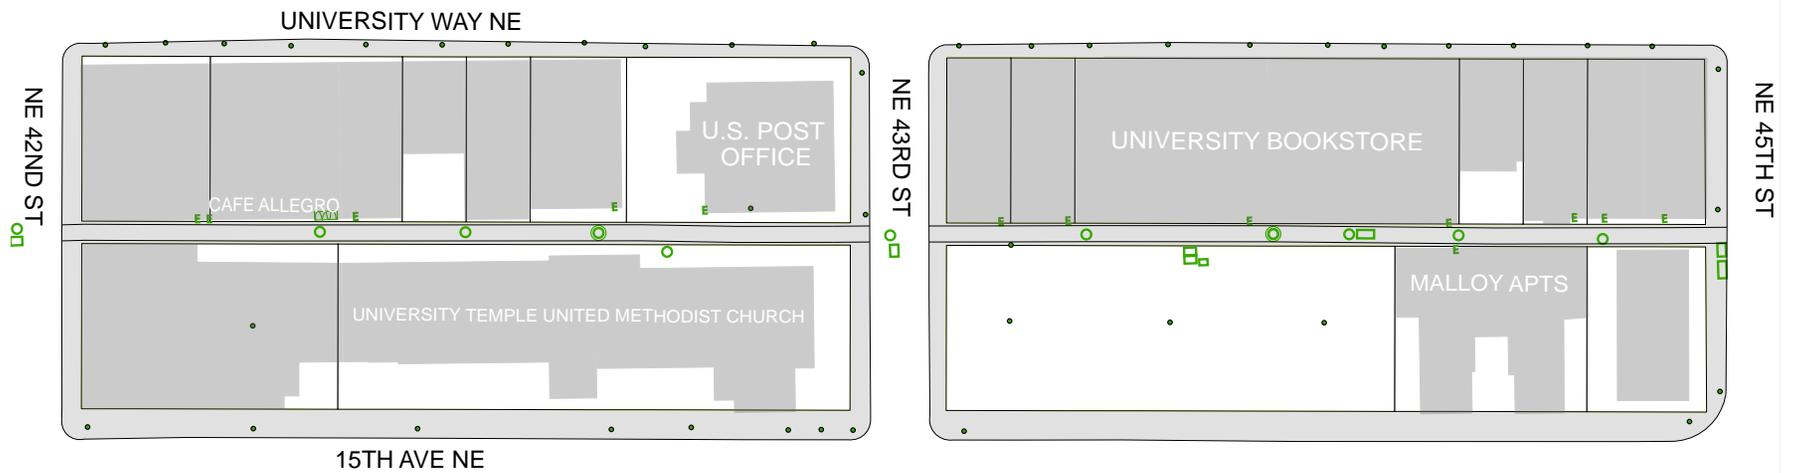 UNIVERSITY WAY NE
NE 42ND ST
NE 43RD ST
NE 45TH ST
U.S. POST
OFFICE
CAFE ALLEGRO
E E
E
E
E
UNIVERSITY TEMPLE UNITED METHODIST CHURCH
15TH AVE NE
UNIVERSITY BOOKSTORE
E
E
E
E
E
E
E
E
MALLOY APTS